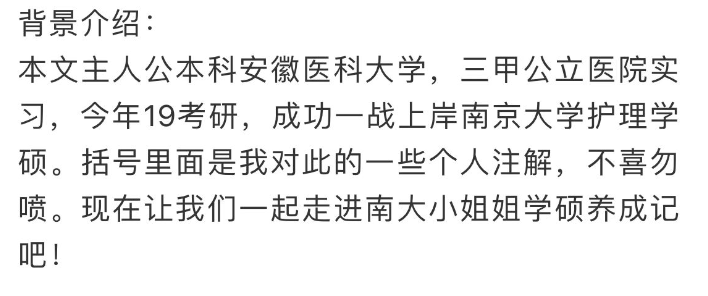 背景介绍：
本文主人公本科安徽医科大学，三甲公立医院实
习，今年19考研，成功一战上岸南京大学护理学
硕。括号里面是我对此的一些个人注解，不喜勿
喷。现在让我们一起走进南大小姐姐学硕养成记
吧！